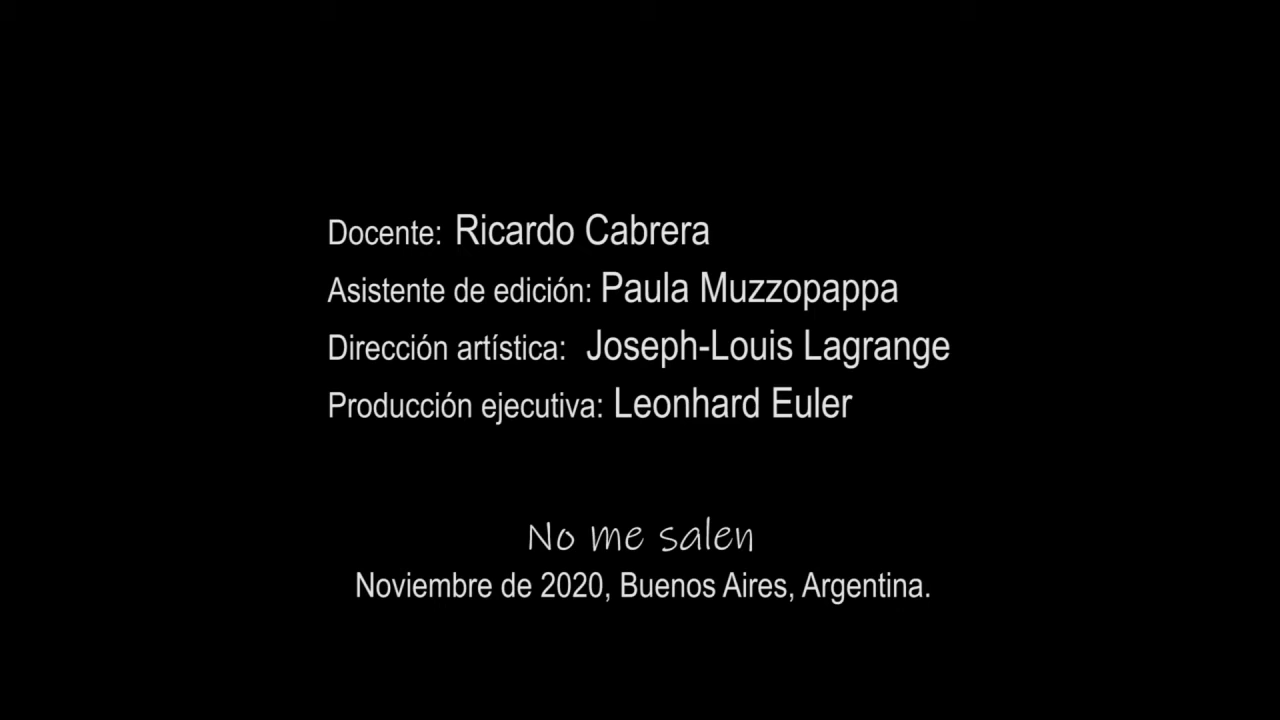 Docente: Ricardo Cabrera
Asistente de edición: Paula Muzzopappa
Dirección artística: Joseph-Louis Lagrange
Producción ejecutiva: Leonhard Euler
No me salen
Noviembre de 2020, Buenos Aires, Argentina.